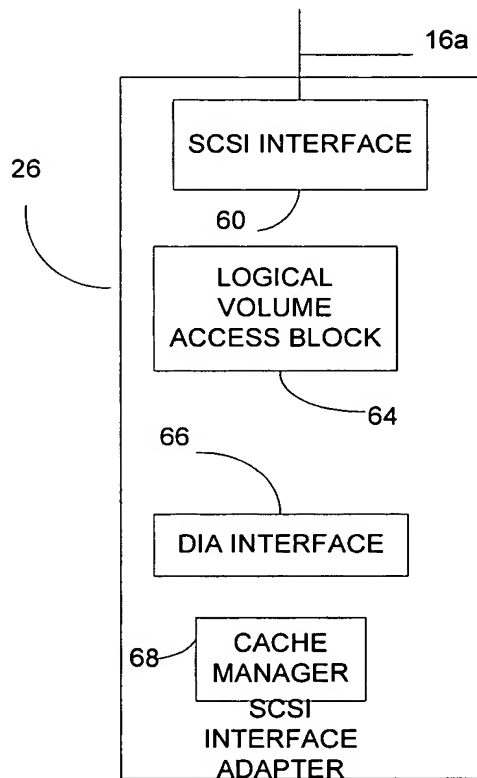 16a
SCSI INTERFACE
26
60
LOGICAL
VOLUME
ACCESS BLOCK
64
66
DIA INTERFACE
68
CACHE
MANAGER
SCSI
INTERFACE
ADAPTER